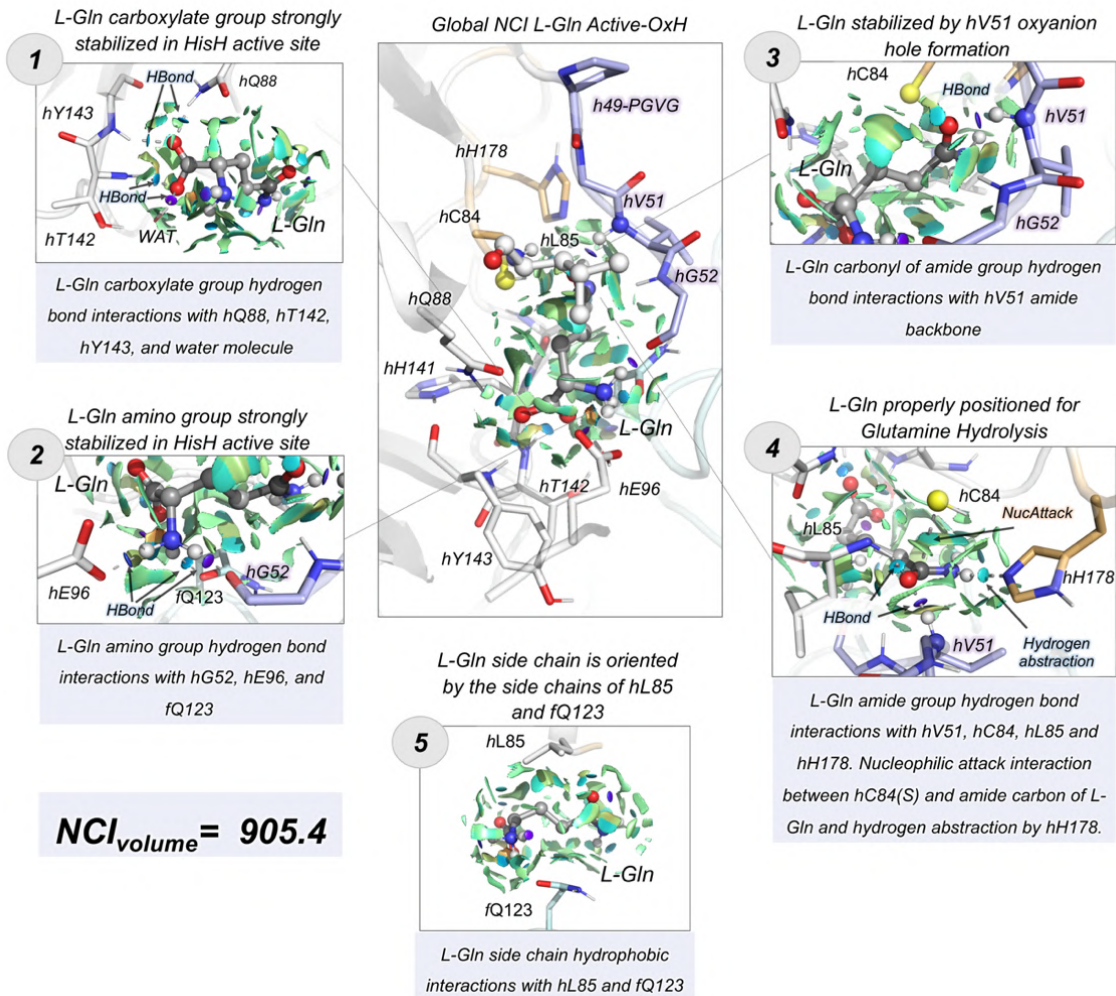 L-Gln carboxylate group strongly
stabilized in HisH active site
1
HBond
hQ88
hY143
HBond
hT142
WAT
L-Gln
L-Gln carboxylate group hydrogen
bond interactions with hQ88, hT142,
hY143, and water molecule
L-Gln amino group strongly
stabilized in HisH active site
2
L-Gln
hE96
HBond
fQ123
hG52
L-Gln amino group hydrogen bond
interactions with hG52, hE96, and
fQ123
NCIvolume= 905.4
Global NCI L-Gln Active-OxH
h49-PGVG
hH178
hV51
hC84
hL85
hG52
hQ88
hH141
L-Gln
hT142
hE96
hY143
L-Gln side chain is oriented
by the side chains of hL85
and fQ123
5
hL85
L-Gln
fQ123
L-Gln side chain hydrophobic
interactions with hL85 and fQ123
L-Gln stabilized by hV51 oxyanion
hole formation
3
hC84
HBond
hV51
L-Gln
hG52
L-Gln carbonyl of amide group hydrogen
bond interactions with hV51 amide
backbone
L-Gln properly positioned for
Glutamine Hydrolysis
4
hC84
NucAttack
hL85
hH178
HBond
hV51
Hydrogen
abstraction
L-Gln amide group hydrogen bond
interactions with hV51, hC84, hL85 and
hH178. Nucleophilic attack interaction
between hC84(S) and amide carbon of L-
Gln and hydrogen abstraction by hH178.